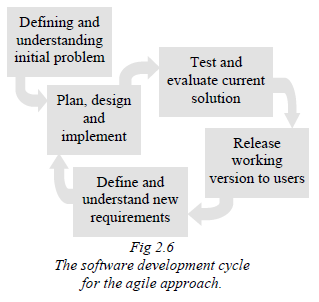 Defining and
understanding
initial problem
Plan, design
and
implement
Test and
evaluate current
solution
Release
working
version to users
Define and
understand new
requirements
Fig 2.6
The software development cycle
for the agile approach.